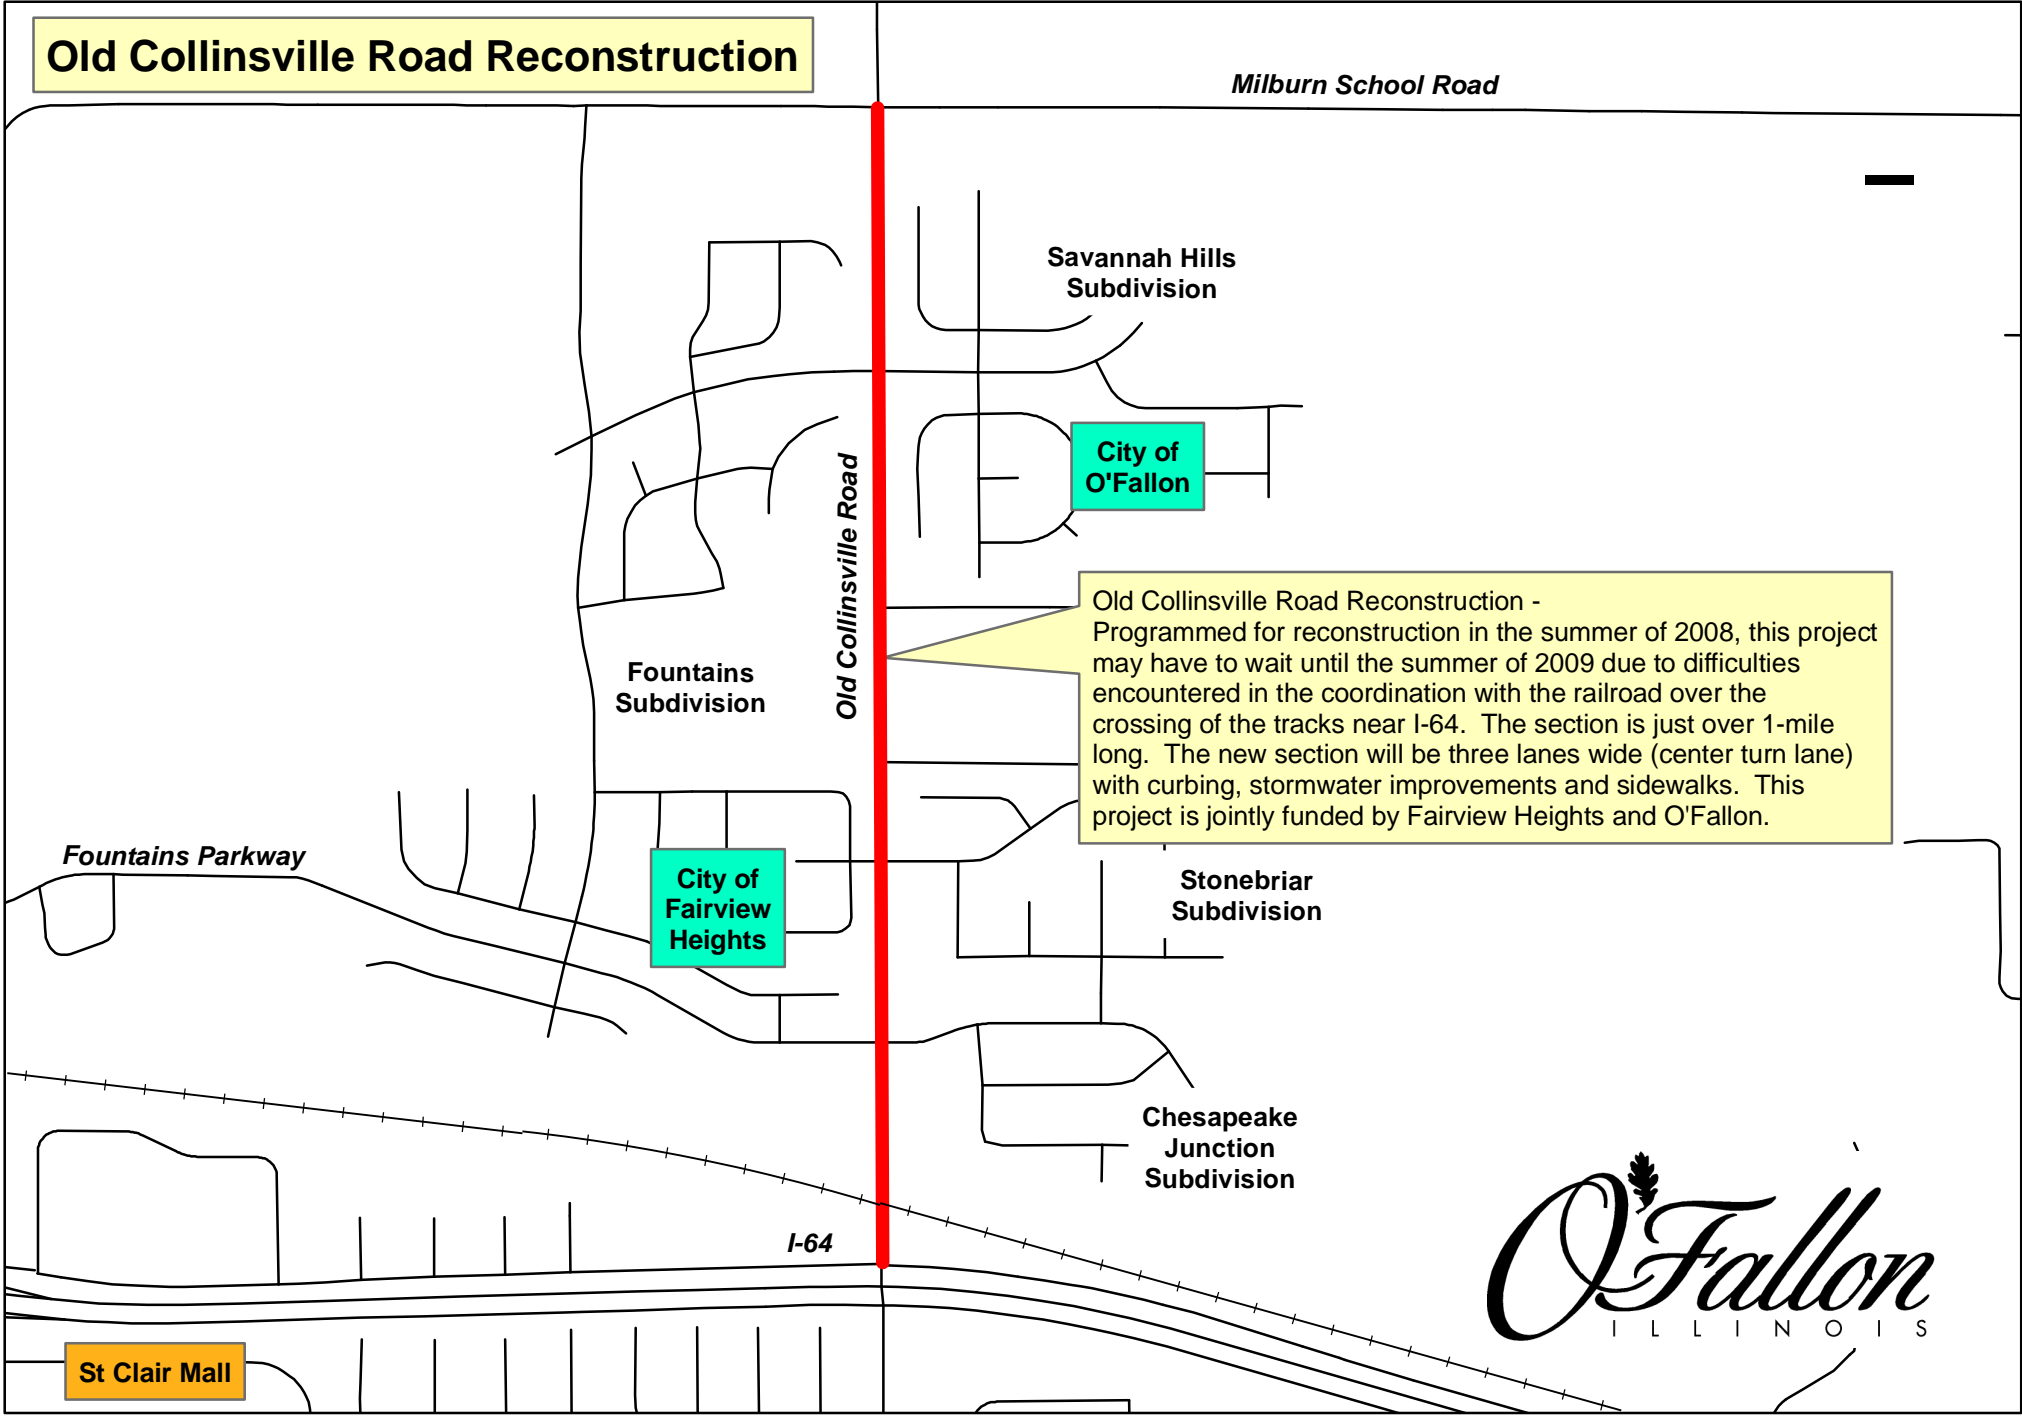 Old Collinsville Road Reconstruction
Milburn School Road
Savannah Hills
Subdivision
City of
O'Fallon
Old Collinsville Road
Old Collinsville Road Reconstruction -
Programmed for reconstruction in the summer of 2008, this project
may have to wait until the summer of 2009 due to difficulties
encountered in the coordination with the railroad over the
crossing of the tracks near I-64.  The section is just over 1-mile
long.  The new section will be three lanes wide (center turn lane)
with curbing, stormwater improvements and sidewalks.  This
project is jointly funded by Fairview Heights and O'Fallon.
Fountains
Subdivision
Fountains Parkway
City of
Fairview
Heights
Stonebriar
Subdivision
Chesapeake
Junction
Subdivision
I-64
O'Fallon
ILLINOIS
St Clair Mall